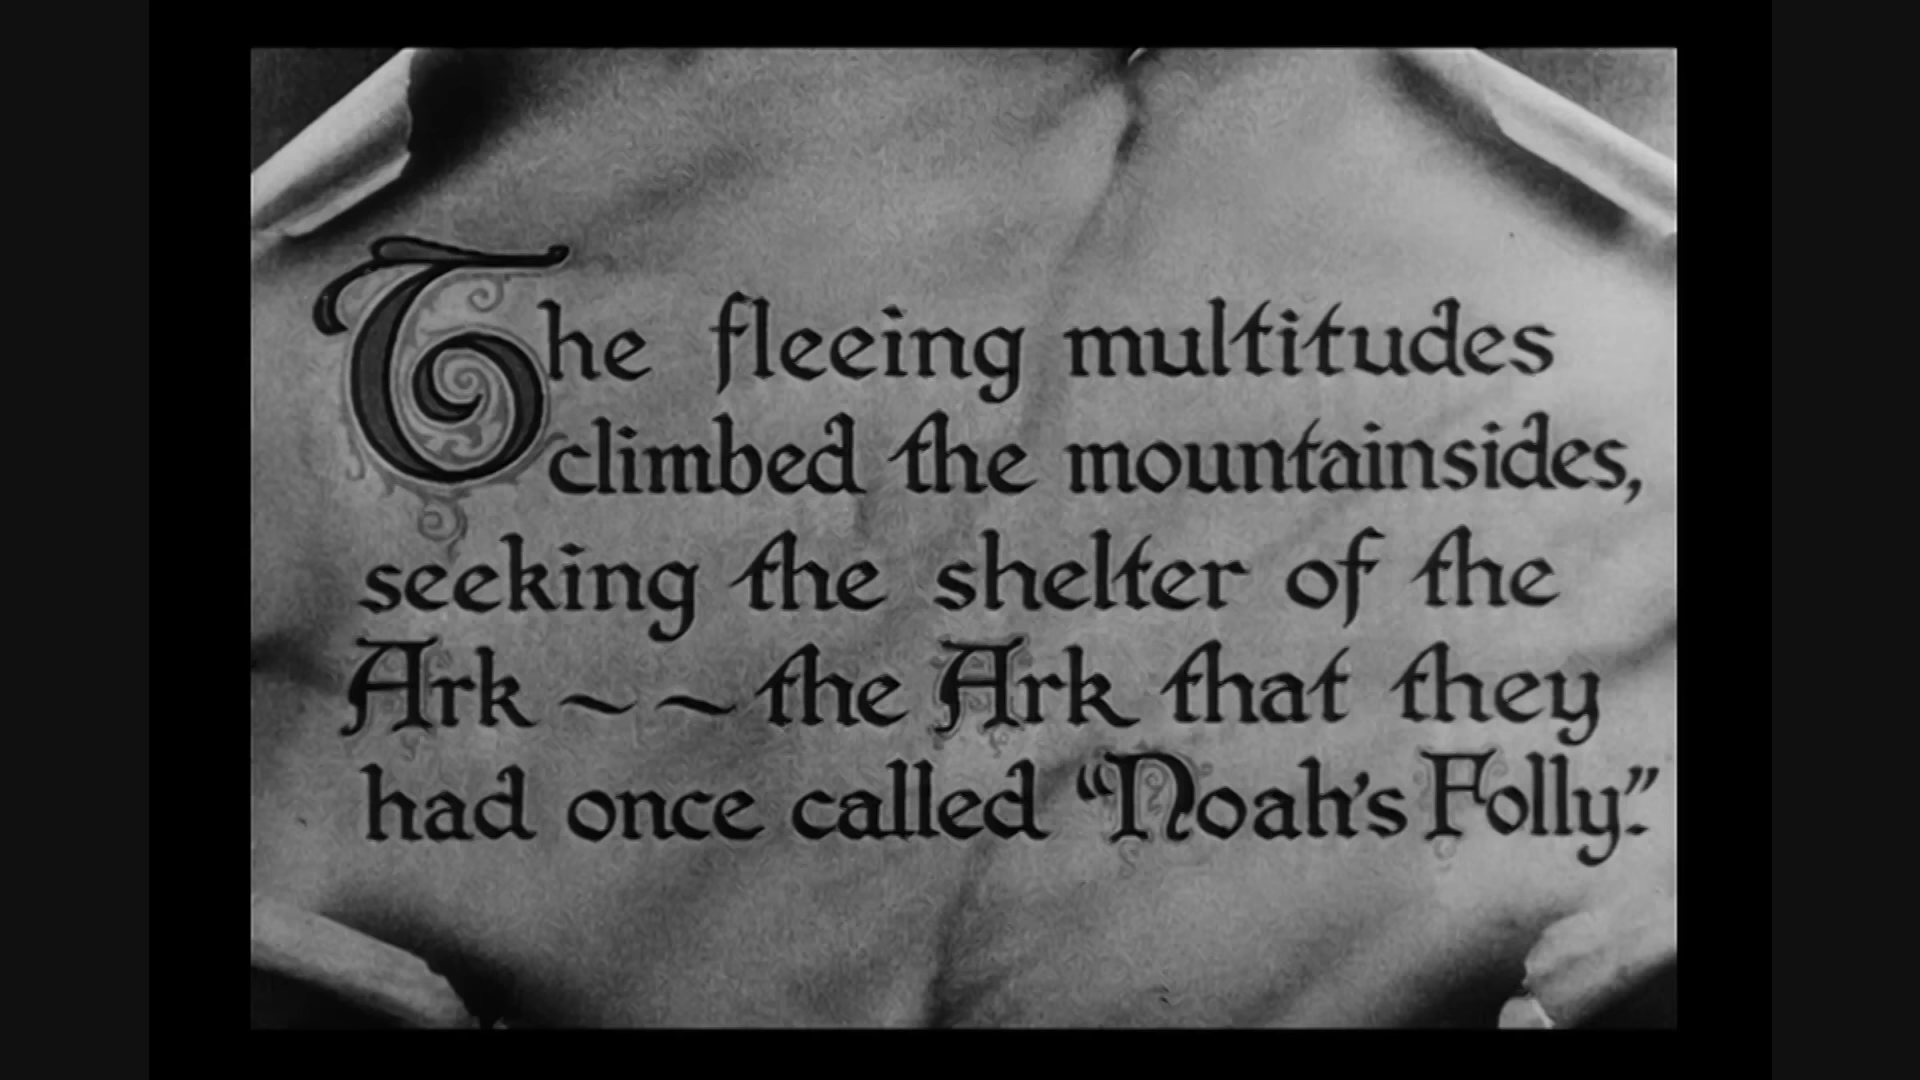 The fleeing multitudes
climbed the mountainsides,
seeking the shelter of the
Ark ~~ the Ark that they
had once called “Noah's Folly.”